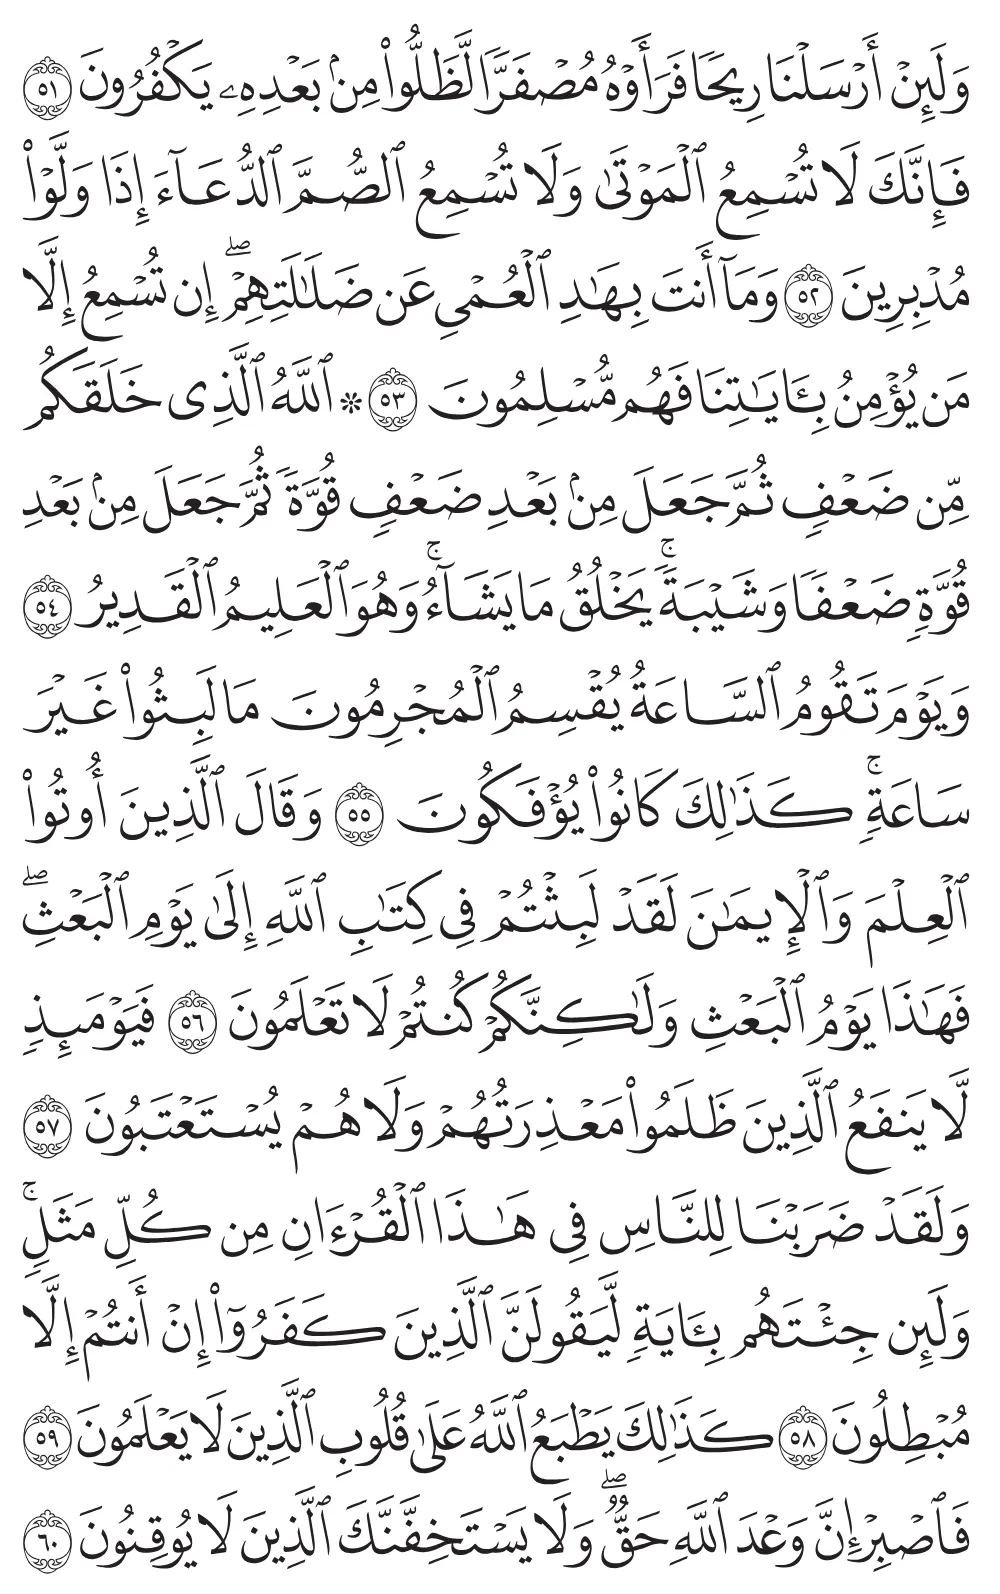 وَلَئِنۡ أَرۡسَلۡنَا رِيحٗا فَرَأَوۡهُ مُصۡفَرّٗا لَّظَلُّواْ مِنۢ بَعۡدِهِۦ يَكۡفُرُونَ ٥١
فَإِنَّكَ لَا تُسۡمِعُ ٱلۡمَوۡتَىٰ وَلَا تُسۡمِعُ ٱلصُّمَّ ٱلدُّعَآءَ إِذَا وَلَّوۡاْ
مُدۡبِرِينَ ٥٢ وَمَآ أَنتَ بِهَٰدِ ٱلۡعُمۡيِ عَن ضَلَٰلَتِهِمۡۖ إِن تُسۡمِعُ إِلَّا
مَن يُؤۡمِنُ بِـَٔايَٰتِنَا فَهُم مُّسۡلِمُونَ ٥٣ ۞ ٱللَّهُ ٱلَّذِي خَلَقَكُم
مِّن ضَعۡفٖ ثُمَّ جَعَلَ مِنۢ بَعۡدِ ضَعۡفٖ قُوَّةٗ ثُمَّ جَعَلَ مِنۢ بَعۡدِ
قُوَّةٖ ضَعۡفٗا وَشَيۡبَةٗۚ يَخۡلُقُ مَا يَشَآءُۚ وَهُوَ ٱلۡعَلِيمُ ٱلۡقَدِيرُ ٥٤
وَيَوۡمَ تَقُومُ ٱلسَّاعَةُ يُقۡسِمُ ٱلۡمُجۡرِمُونَ مَا لَبِثُواْ غَيۡرَ
سَاعَةٖۚ كَذَٰلِكَ كَانُواْ يُؤۡفَكُونَ ٥٥ وَقَالَ ٱلَّذِينَ أُوتُواْ
ٱلۡعِلۡمَ وَٱلۡإِيمَٰنَ لَقَدۡ لَبِثۡتُمۡ فِي كِتَٰبِ ٱللَّهِ إِلَىٰ يَوۡمِ ٱلۡبَعۡثِۖ
فَهَٰذَا يَوۡمُ ٱلۡبَعۡثِ وَلَٰكِنَّكُمۡ كُنتُمۡ لَا تَعۡلَمُونَ ٥٦ فَيَوۡمَئِذٖ
لَّا يَنفَعُ ٱلَّذِينَ ظَلَمُواْ مَعۡذِرَتُهُمۡ وَلَا هُمۡ يُسۡتَعۡتَبُونَ ٥٧
وَلَقَدۡ ضَرَبۡنَا لِلنَّاسِ فِي هَٰذَا ٱلۡقُرۡءَانِ مِن كُلِّ مَثَلٖۚ
وَلَئِن جِئۡتَهُم بِـَٔايَةٖ لَّيَقُولَنَّ ٱلَّذِينَ كَفَرُوٓاْ إِنۡ أَنتُمۡ إِلَّا
مُبۡطِلُونَ ٥٨ كَذَٰلِكَ يَطۡبَعُ ٱللَّهُ عَلَىٰ قُلُوبِ ٱلَّذِينَ لَا يَعۡلَمُونَ ٥٩
فَٱصۡبِرۡ إِنَّ وَعۡدَ ٱللَّهِ حَقّٞۖ وَلَا يَسۡتَخِفَّنَّكَ ٱلَّذِينَ لَا يُوقِنُونَ ٦٠